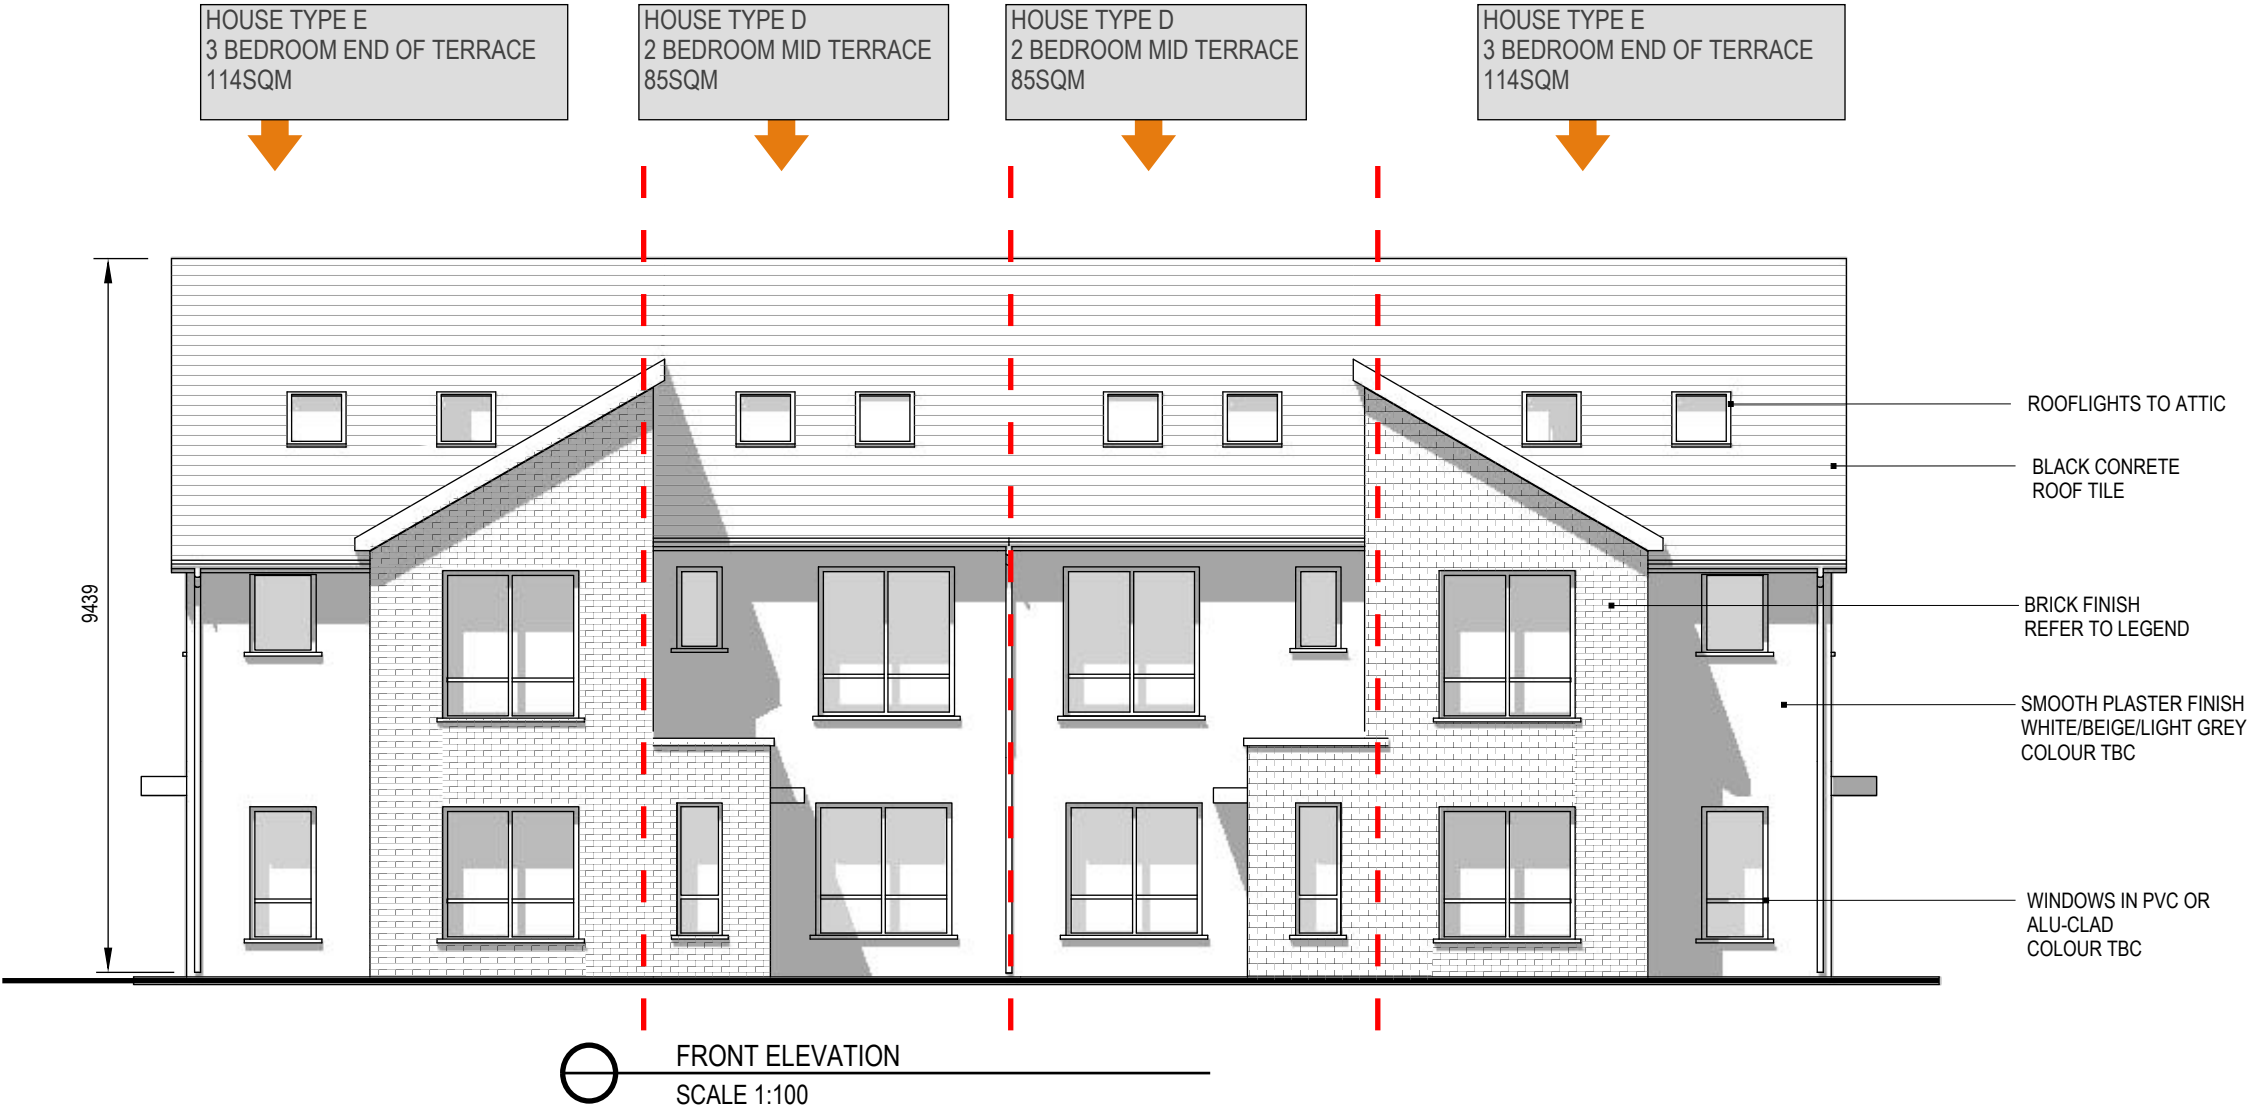 HOUSE TYPE E
3 BEDROOM END OF TERRACE
114SQM
HOUSE TYPE D
2 BEDROOM MID TERRACE
85SQM
HOUSE TYPE D
2 BEDROOM MID TERRACE
85SQM
HOUSE TYPE E
3 BEDROOM END OF TERRACE
114SQM
9439
ROOFLIGHTS TO ATTIC
BLACK CONRETE
ROOF TILE
BRICK FINISH
REFER TO LEGEND
SMOOTH PLASTER FINISH
WHITE/BEIGE/LIGHT GREY
COLOUR TBC
WINDOWS IN PVC OR
ALU-CLAD
COLOUR TBC
FRONT ELEVATION
SCALE 1:100